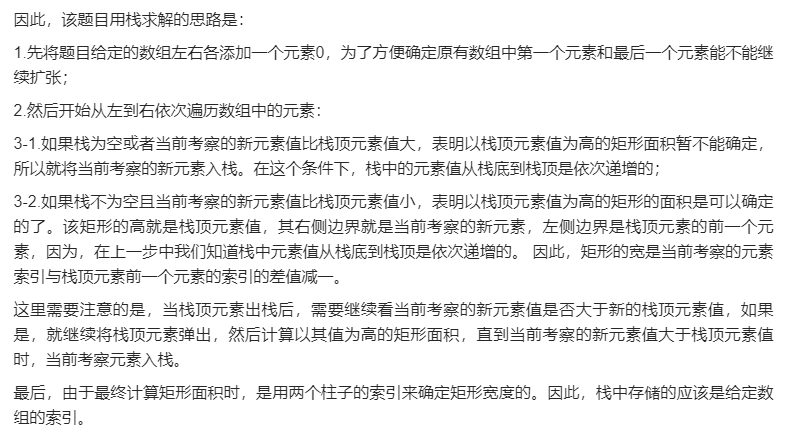 因此，该题目用栈求解的思路是：
1.先将题目给定的数组左右各添加一个元素0，为了方便确定原有数组中第一个元素和最后一个元素能不能继
续扩张；
2.然后开始从左到右依次遍历数组中的元素：
3-1.如果栈为空或者当前考察的新元素值比栈顶元素值大，表明以栈顶元素值为高的矩形面积暂不能确定，
所以就将当前考察的新元素入栈。在这个条件下，栈中的元素值从栈底到栈顶是依次递增的；
3-2.如果栈不为空且当前考察的新元素值比栈顶元素值小，表明以栈顶元素值为高的矩形的面积是可以确定
的了。该矩形的高就是栈顶元素值，其右侧边界就是当前考察的新元素，左侧边界是栈顶元素的前一个元
素，因为，在上一步中我们知道栈中元素值从栈底到栈顶是依次递增的。 因此，矩形的宽是当前考察的元素
索引与栈顶元素前一个元素的索引的差值减一。
这里需要注意的是，当栈顶元素出栈后，需要继续看当前考察的新元素值是否大于新的栈顶元素值，如果
是，就继续将栈顶元素弹出，然后计算以其值为高的矩形面积，直到当前考察的新元素值大于栈顶元素值
时，当前考察元素入栈。
最后，由于最终计算矩形面积时，是用两个柱子的索引来确定矩形宽度的。因此，栈中存储的应该是给定数
组的索引。